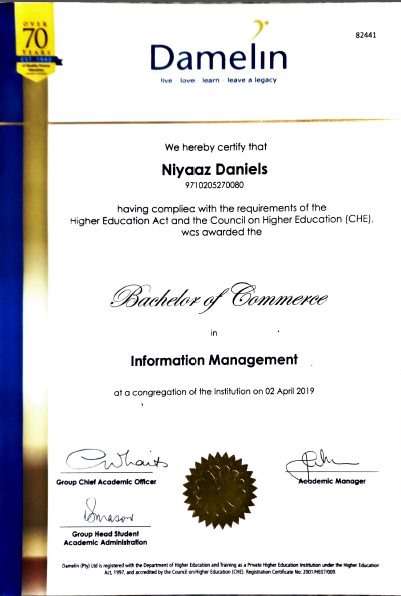 82441
OVER
70
YEARS
EST. 1943
Damelin
live · love · learn · leave a legacy
We hereby certify that
Niyaaz Daniels
9710205270080
having complied with the requirements of the
Higher Education Act and the Council on Higher Education (CHE),
was awarded the
Bachelor of Commerce
in
Information Management
at a congregation of the Institution on 02 April 2019
Group Chief Academic Officer
Academic Manager
Group Head Student
Academic Administration
Damelin (Pty) Ltd is registered with the Department of Higher Education and Training as a Private Higher Education Institution under the Higher Education
Act, 1997, and accredited by the Council on Higher Education (CHE). Registration Certificate No: 2001/HE07/009.